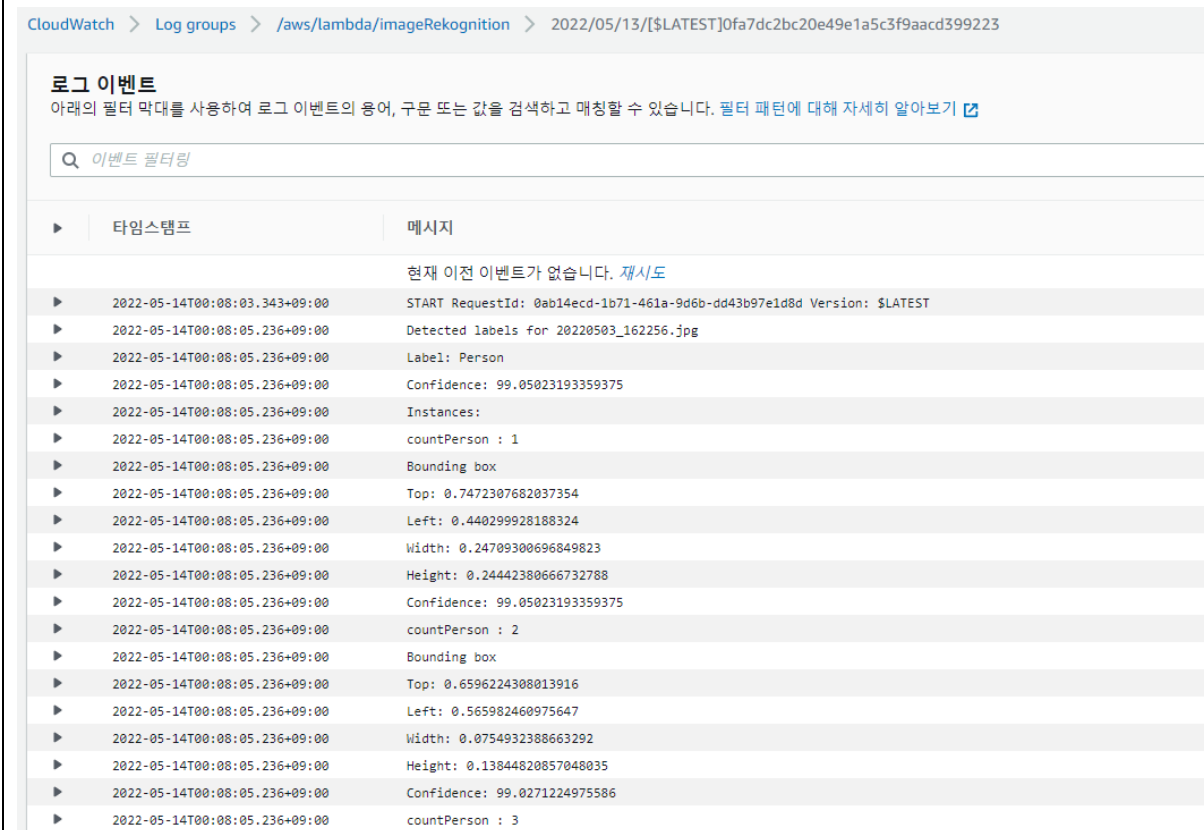 CloudWatch > Log groups > /aws/lambda/imageRekognition > 2022/05/13/[$LATEST]0fa7dc2bc20e49e1a5c3f9aacd399223
로그 이벤트
아래의 필터 막대를 사용하여 로그 이벤트의 용어, 구문 또는 값을 검색하고 매칭할 수 있습니다. 필터 패턴에 대해 자세히 알아보기
이벤트 필터링
타임스탬프 메시지
현재 이전 이벤트가 없습니다. 재시도
2022-05-14T00:08:03.343+09:00 START RequestId: 0ab14ecd-1b71-461a-9d6b-dd43b97e1d8d Version: $LATEST
2022-05-14T00:08:05.236+09:00 Detected labels for 20220503_162256.jpg
2022-05-14T00:08:05.236+09:00 Label: Person
2022-05-14T00:08:05.236+09:00 Confidence: 99.05023193359375
2022-05-14T00:08:05.236+09:00 Instances:
2022-05-14T00:08:05.236+09:00 countPerson : 1
2022-05-14T00:08:05.236+09:00 Bounding box
2022-05-14T00:08:05.236+09:00 Top: 0.7472307682037354
2022-05-14T00:08:05.236+09:00 Left: 0.440299928188324
2022-05-14T00:08:05.236+09:00 Width: 0.24709300696849823
2022-05-14T00:08:05.236+09:00 Height: 0.24442380666732788
2022-05-14T00:08:05.236+09:00 Confidence: 99.05023193359375
2022-05-14T00:08:05.236+09:00 countPerson : 2
2022-05-14T00:08:05.236+09:00 Bounding box
2022-05-14T00:08:05.236+09:00 Top: 0.6596224308013916
2022-05-14T00:08:05.236+09:00 Left: 0.565982460975647
2022-05-14T00:08:05.236+09:00 Width: 0.0754932388663292
2022-05-14T00:08:05.236+09:00 Height: 0.13844820857048035
2022-05-14T00:08:05.236+09:00 Confidence: 99.0271224975586
2022-05-14T00:08:05.236+09:00 countPerson : 3